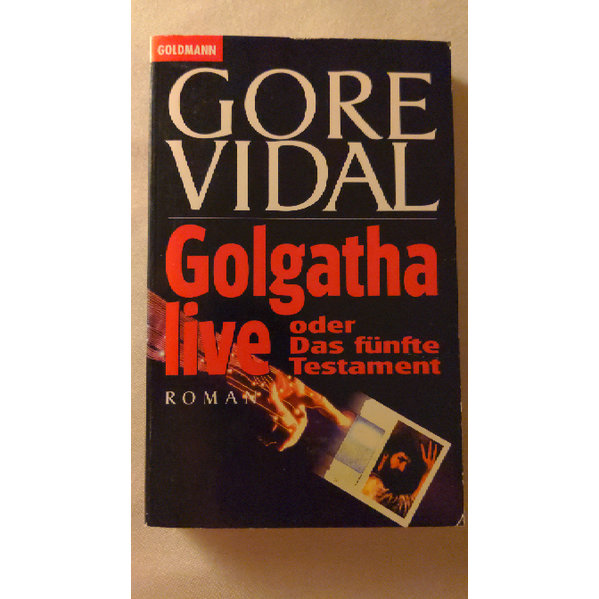 GOLDMANN
GORE
VIDAL
Golgatha
live
oder
Das fünfte
Testament
ROMAN